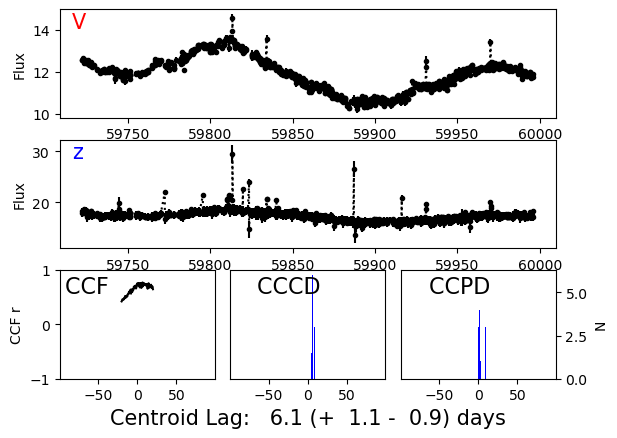 V
Flux
14
12
10
59750 59800 59850 59900 59950 60000
z
Flux
30
20
59750 59800 59850 59900 59950 60000
CCF
CCF r
1
0
−1
−50 0 50
CCCD
−50 0 50
CCPD
−50 0 50
5.0
2.5
0.0
N
Centroid Lag: 6.1 (+ 1.1 - 0.9) days